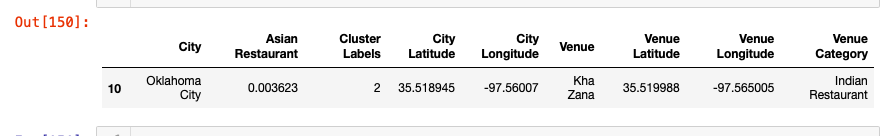 Out[150]:
City Asian Restaurant Cluster Labels City Latitude City Longitude Venue Venue Latitude Venue Longitude Venue Category
10 Oklahoma City 0.003623 2 35.518945 -97.56007 Kha Zana 35.519988 -97.565005 Indian Restaurant